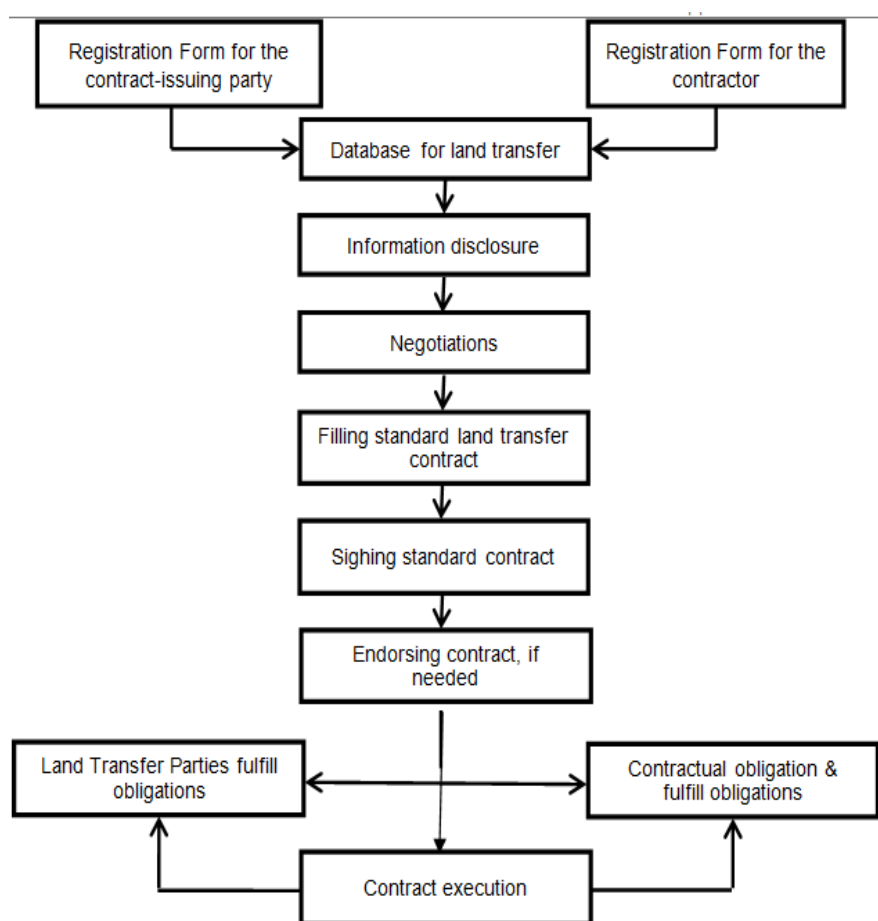 Registration Form for the
contract-issuing party
Registration Form for the
contractor
Database for land transfer
Information disclosure
Negotiations
Filling standard land transfer
contract
Sighing standard contract
Endorsing contract, if
needed
Land Transfer Parties fulfill
obligations
Contractual obligation &
fulfill obligations
Contract execution